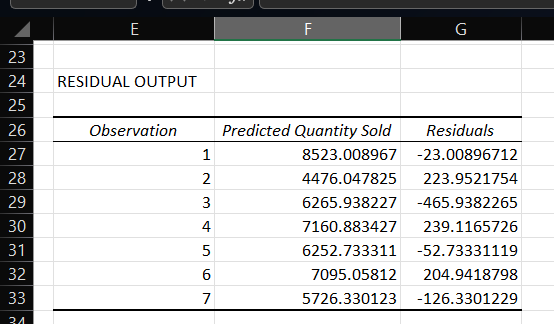 E F G
23
24 RESIDUAL OUTPUT
25
26 Observation Predicted Quantity Sold Residuals
27 1 8523.008967 -23.00896712
28 2 4476.047825 223.9521754
29 3 6265.938227 -465.9382265
30 4 7160.883427 239.1165726
31 5 6252.733311 -52.73331119
32 6 7095.05812 204.9418798
33 7 5726.330123 -126.3301229
34